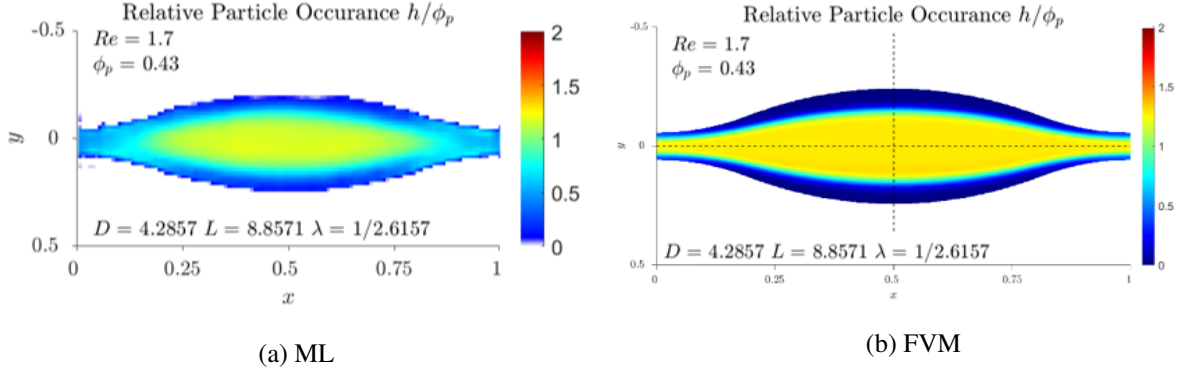 Relative Particle Occurance h/ϕ_p
-0.5
Re = 1.7
ϕ_p = 0.43
y
0
D = 4.2857 L = 8.8571 λ = 1/2.6157
0.5
0 0.25 0.5 0.75 1
x
2
1.5
1
0.5
0
(a) ML
Relative Particle Occurance h/ϕ_p
-0.5
Re = 1.7
ϕ_p = 0.43
y
0
D = 4.2857 L = 8.8571 λ = 1/2.6157
0.5
0 0.25 0.5 0.75 1
x
2
1.5
1
0.5
0
(b) FVM